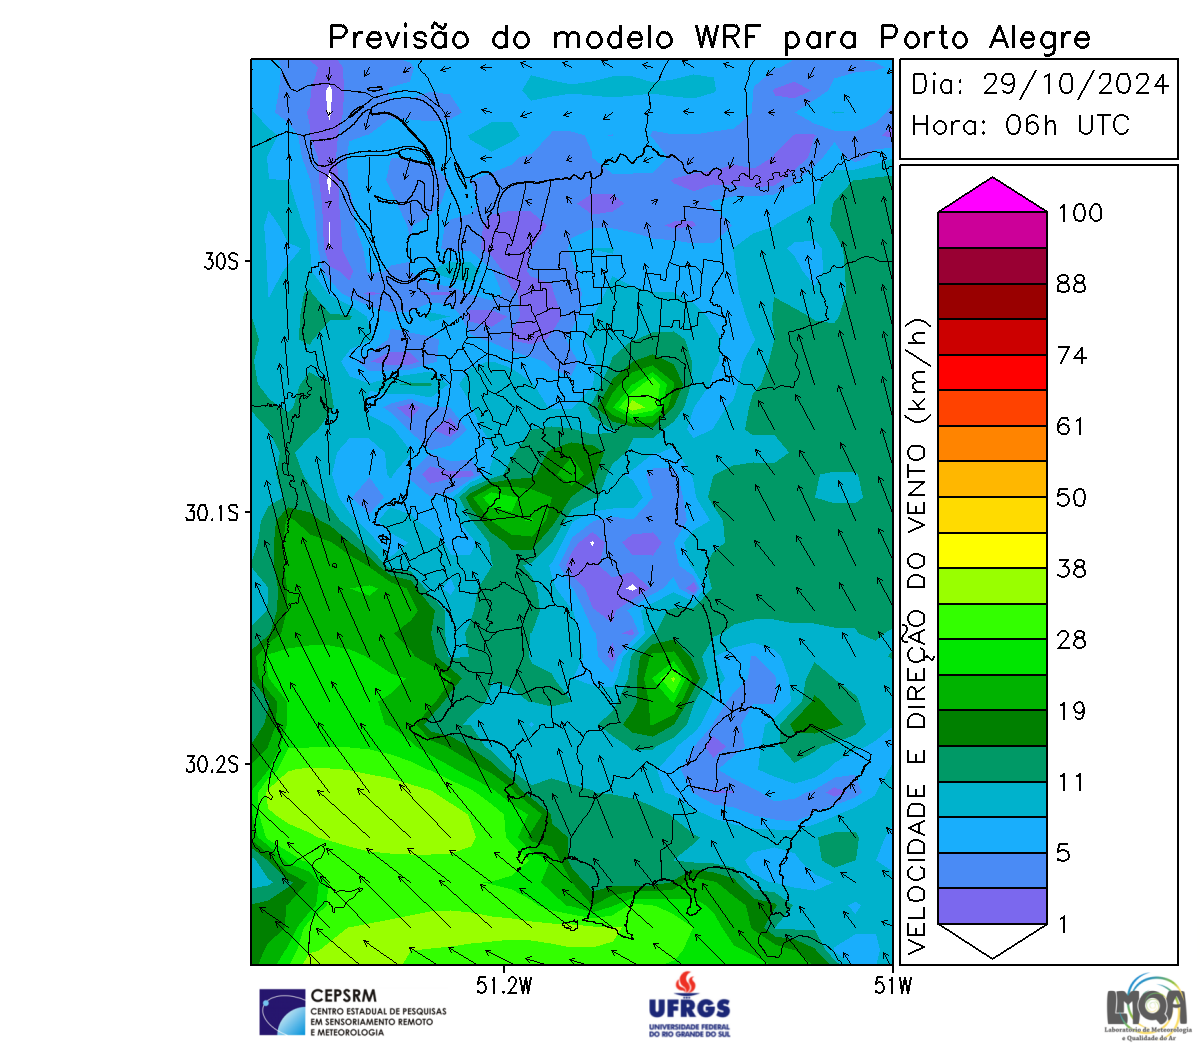 Previsão do modelo WRF para Porto Alegre
Dia: 29/10/2024
Hora: 06h UTC
100
88
74
61
50
38
28
19
11
5
1
VELOCIDADE E DIREÇÃO DO VENTO (km/h)
30S
30.1S
30.2S
51.2W
51W
CEPSRM
CENTRO ESTADUAL DE PESQUISAS
EM SENSORIAMENTO REMOTO
E METEOROLOGIA
UFRGS
UNIVERSIDADE FEDERAL
DO RIO GRANDE DO SUL
LMQA
Laboratório de Meteorologia
e Qualidade do Ar